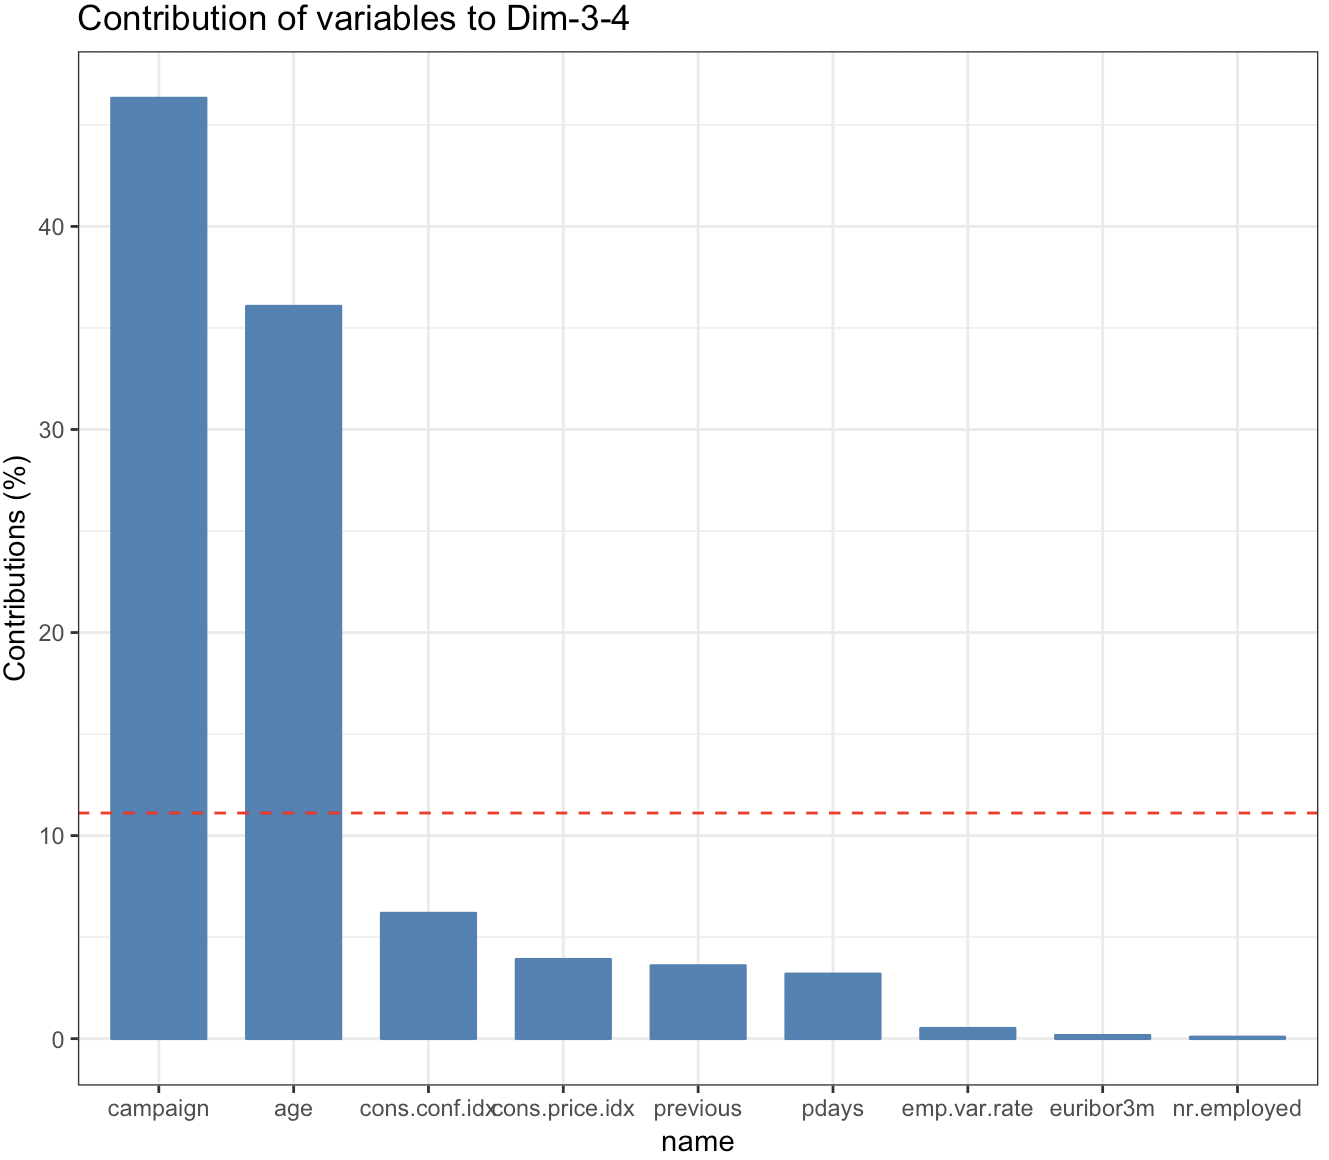 Contribution of variables to Dim-3-4
Contributions (%)
40
30
20
10
0
campaign age cons.conf.idx cons.price.idx previous pdays emp.var.rate euribor3m nr.employed
name